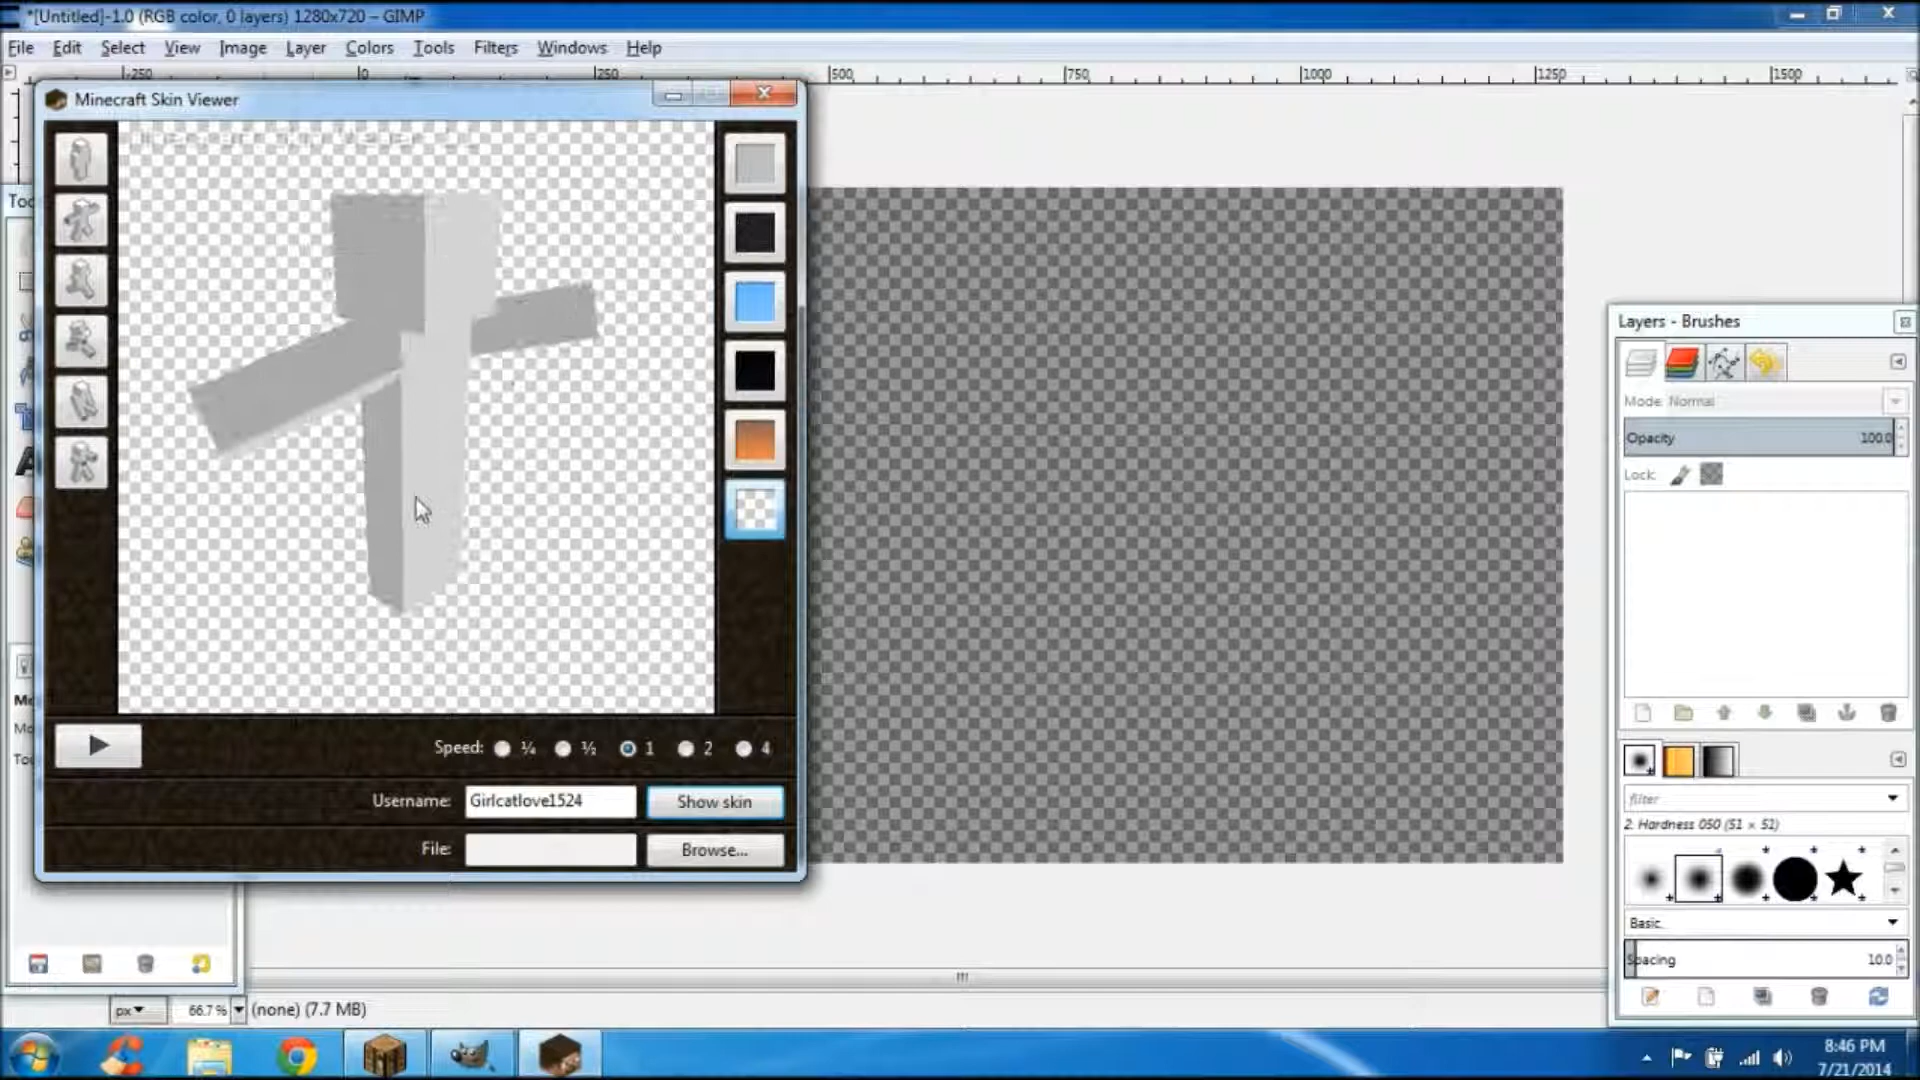 *[Untitled]-1.0 (RGB color, 0 layers) 1280x720 – GIMP
File Edit Select View Image Layer Colors Tools Filters Windows Help
-250 0 250 500 750 1000 1250 1500
Minecraft Skin Viewer
Minecraft Skin Viewer
Layers - Brushes
Mode: Normal
Opacity 100.0
Lock:
Speed: ¼ ½ 1 2 4
Username: Girlcatlove1524 Show skin
File: Browse...
filter
2. Hardness 050 (51 × 51)
Basic
Spacing 10.0
px 66.7 % (none) (7.7 MB)
8:46 PM
7/21/2014